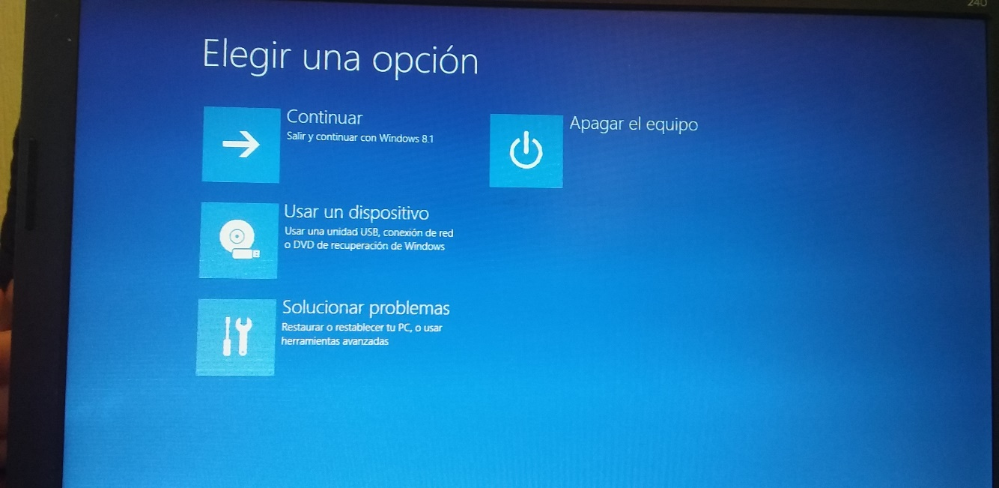 240
Elegir una opción
Continuar
Salir y continuar con Windows 8.1
Apagar el equipo
Usar un dispositivo
Usar una unidad USB, conexión de red
o DVD de recuperación de Windows
Solucionar problemas
Restaurar o restablecer tu PC, o usar
herramientas avanzadas